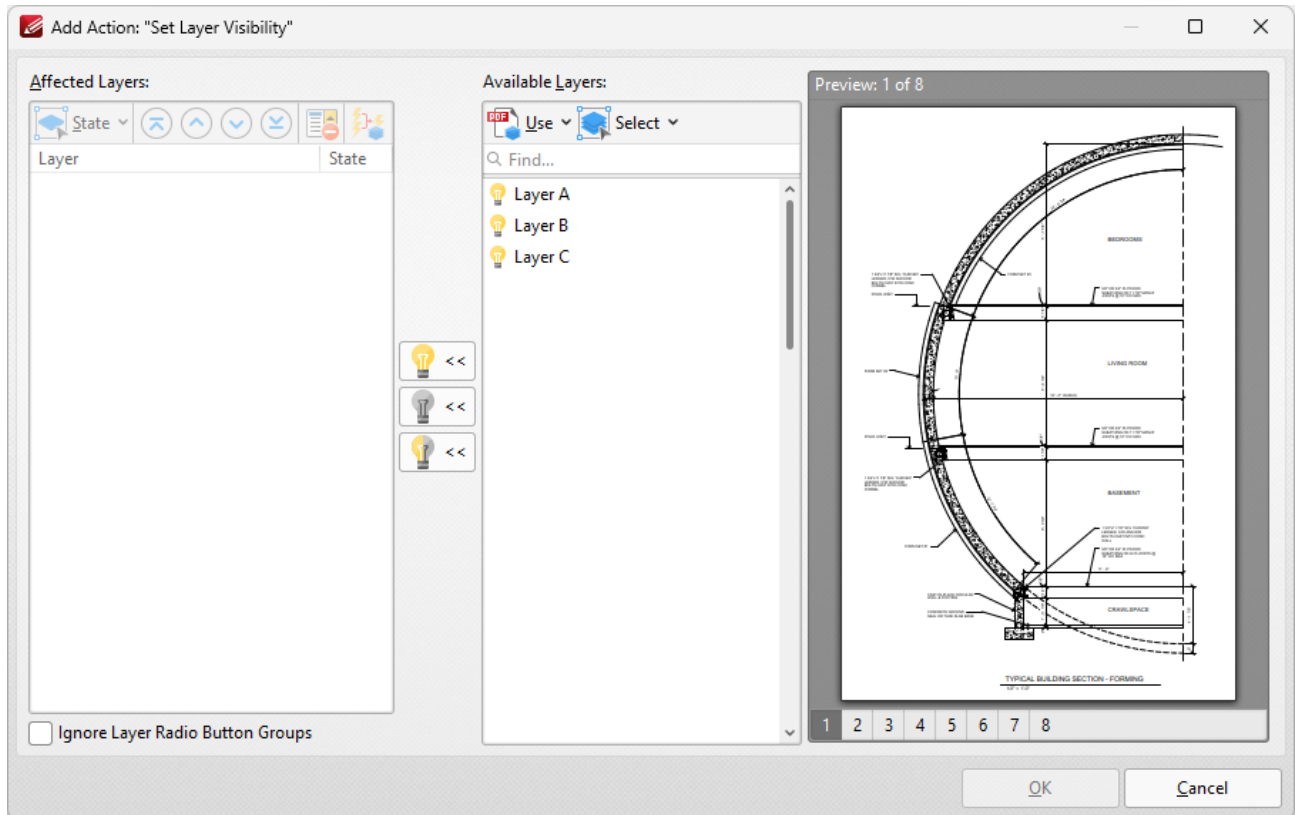 Add Action: "Set Layer Visibility"
Affected Layers:
State
Layer State
Ignore Layer Radio Button Groups
<<
<<
<<
Available Layers:
PDF Use Select
Find...
Layer A
Layer B
Layer C
Preview: 1 of 8
BEDROOMS
LIVING ROOM
BASEMENT
CRAWLSPACE
TYPICAL BUILDING SECTION - FORMING
1 2 3 4 5 6 7 8
OK Cancel